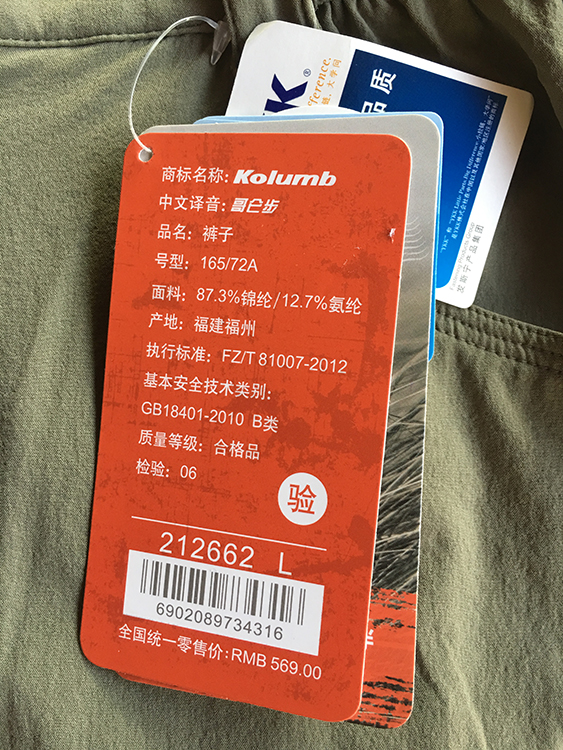 商标名称: Kolumb
中文译音: 哥仑步
品名: 裤子
号型: 165/72A
面料: 87.3%锦纶/12.7%氨纶
产地: 福建福州
执行标准: FZ/T 81007-2012
基本安全技术类别:
GB18401-2010 B类
质量等级: 合格品
检验: 06
验
212662 L
6902089734316
全国统一零售价: RMB 569.00
品质